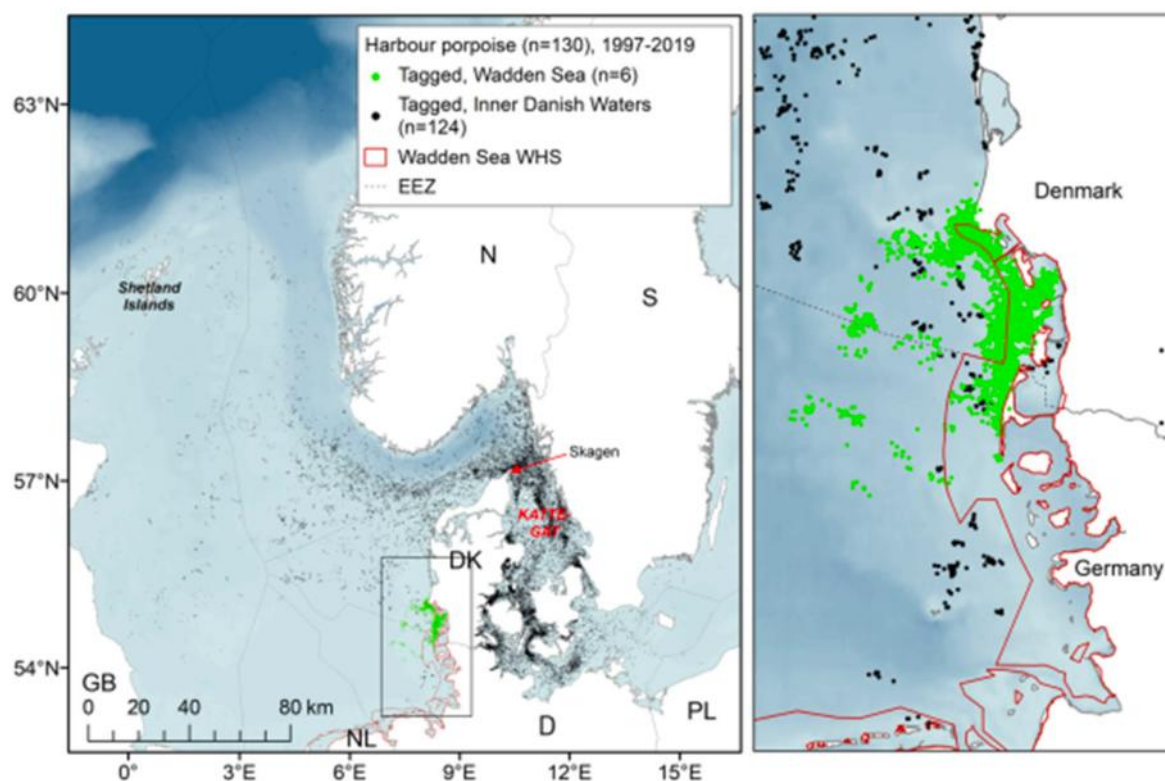 Harbour porpoise (n=130), 1997-2019
Tagged, Wadden Sea (n=6)
Tagged, Inner Danish Waters
(n=124)
Wadden Sea WHS
EEZ
63°N
60°N
57°N
54°N
Shetland
Islands
N
S
Skagen
KATTE
GAT
DK
GB
0 20 40 80 km
NL
D
PL
0°
3°E
6°E
9°E
12°E
15°E
Denmark
Germany